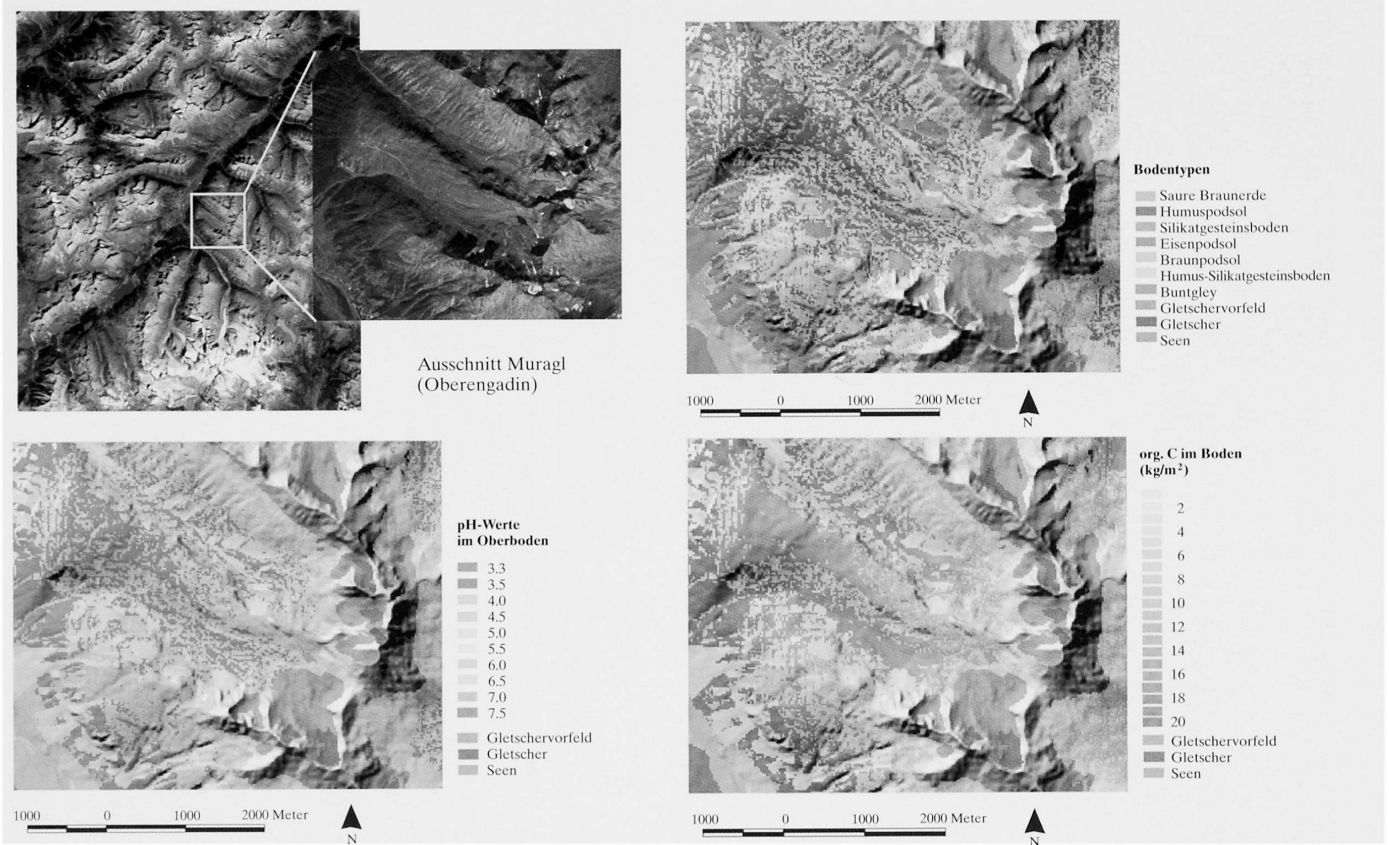 Ausschnitt Muragl
(Oberengadin)
Bodentypen
Saure Braunerde
Humuspodsol
Silikatgesteinsboden
Eisenpodsol
Braunpodsol
Humus-Silikatgesteinsboden
Buntgley
Gletschervorfeld
Gletscher
Seen
1000 0 1000 2000 Meter
N
pH-Werte
im Oberboden
3.3
3.5
4.0
4.5
5.0
5.5
6.0
6.5
7.0
7.5
Gletschervorfeld
Gletscher
Seen
1000 0 1000 2000 Meter
N
org. C im Boden
(kg/m²)
2
4
6
8
10
12
14
16
18
20
Gletschervorfeld
Gletscher
Seen
1000 0 1000 2000 Meter
N